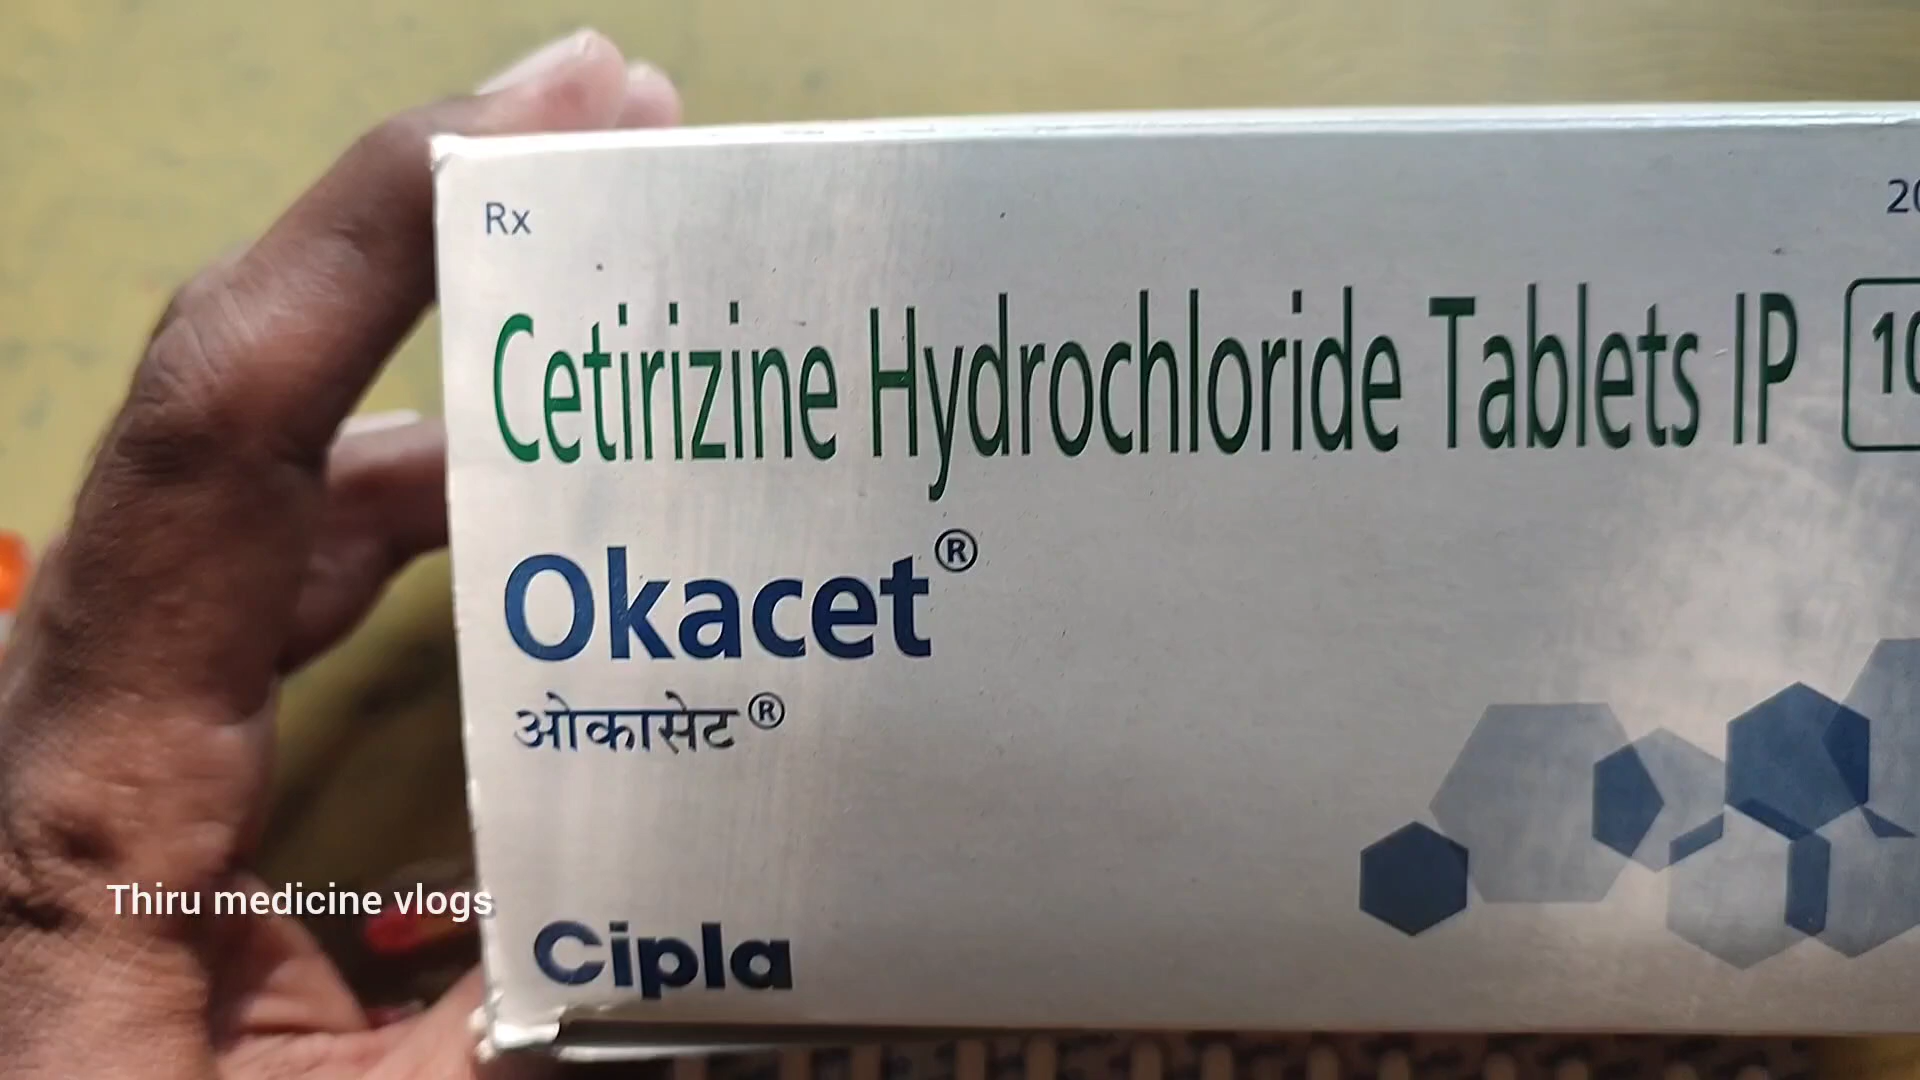 Rx
Cetirizine Hydrochloride Tablets IP
Okacet®
ओकासेट®
Thiru medicine vlogs
Cipla